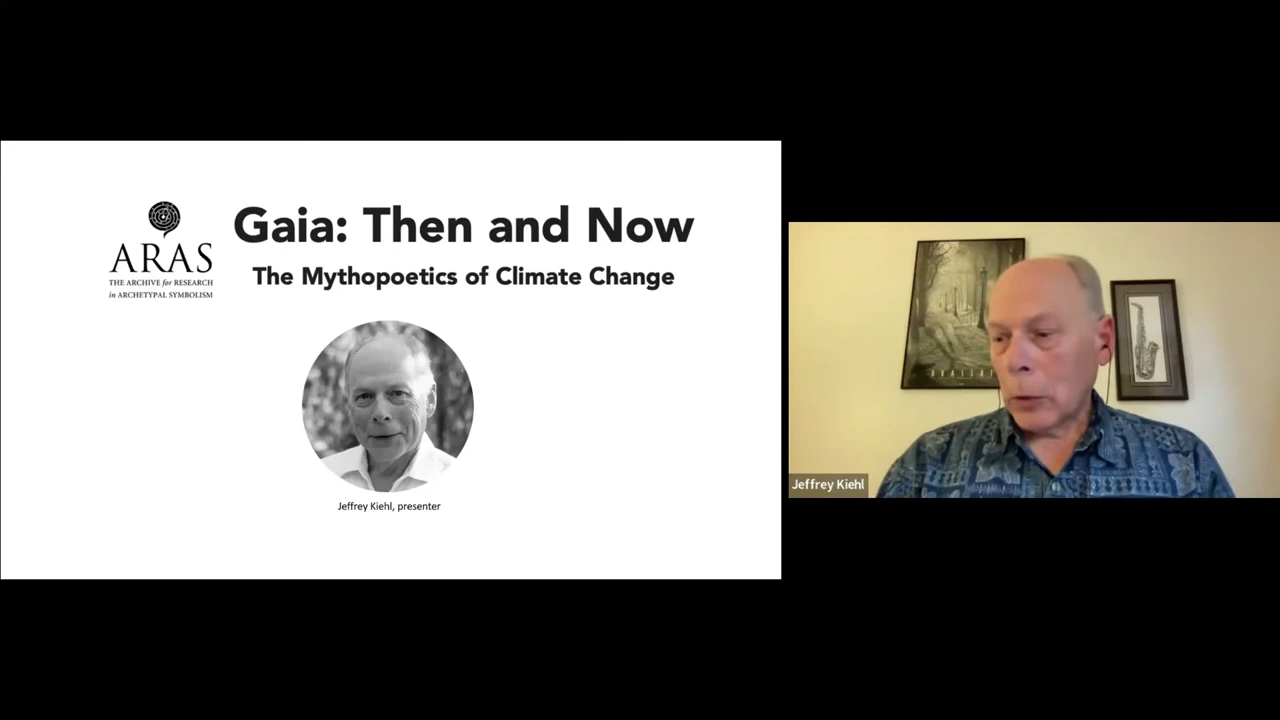 Gaia: Then and Now
The Mythopoetics of Climate Change
ARAS
THE ARCHIVE for RESEARCH
in ARCHETYPAL SYMBOLISM
Jeffrey Kiehl, presenter
Jeffrey Kiehl